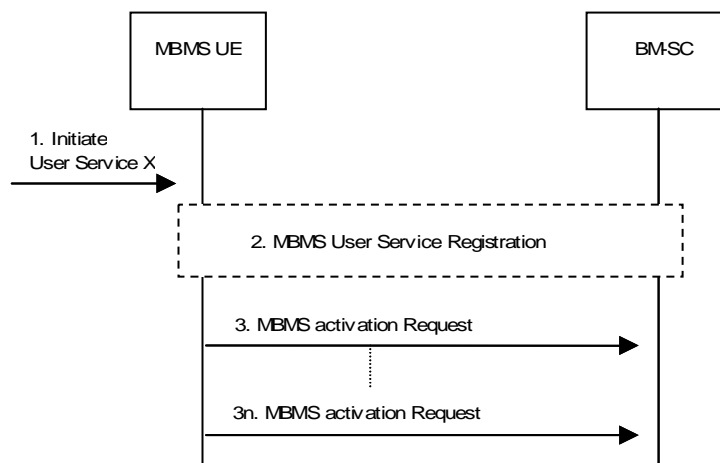 MBMS UE
BM-SC
1. Initiate
User Service X
2. MBMS User Service Registration
3. MBMS activation Request
3n. MBMS activation Request